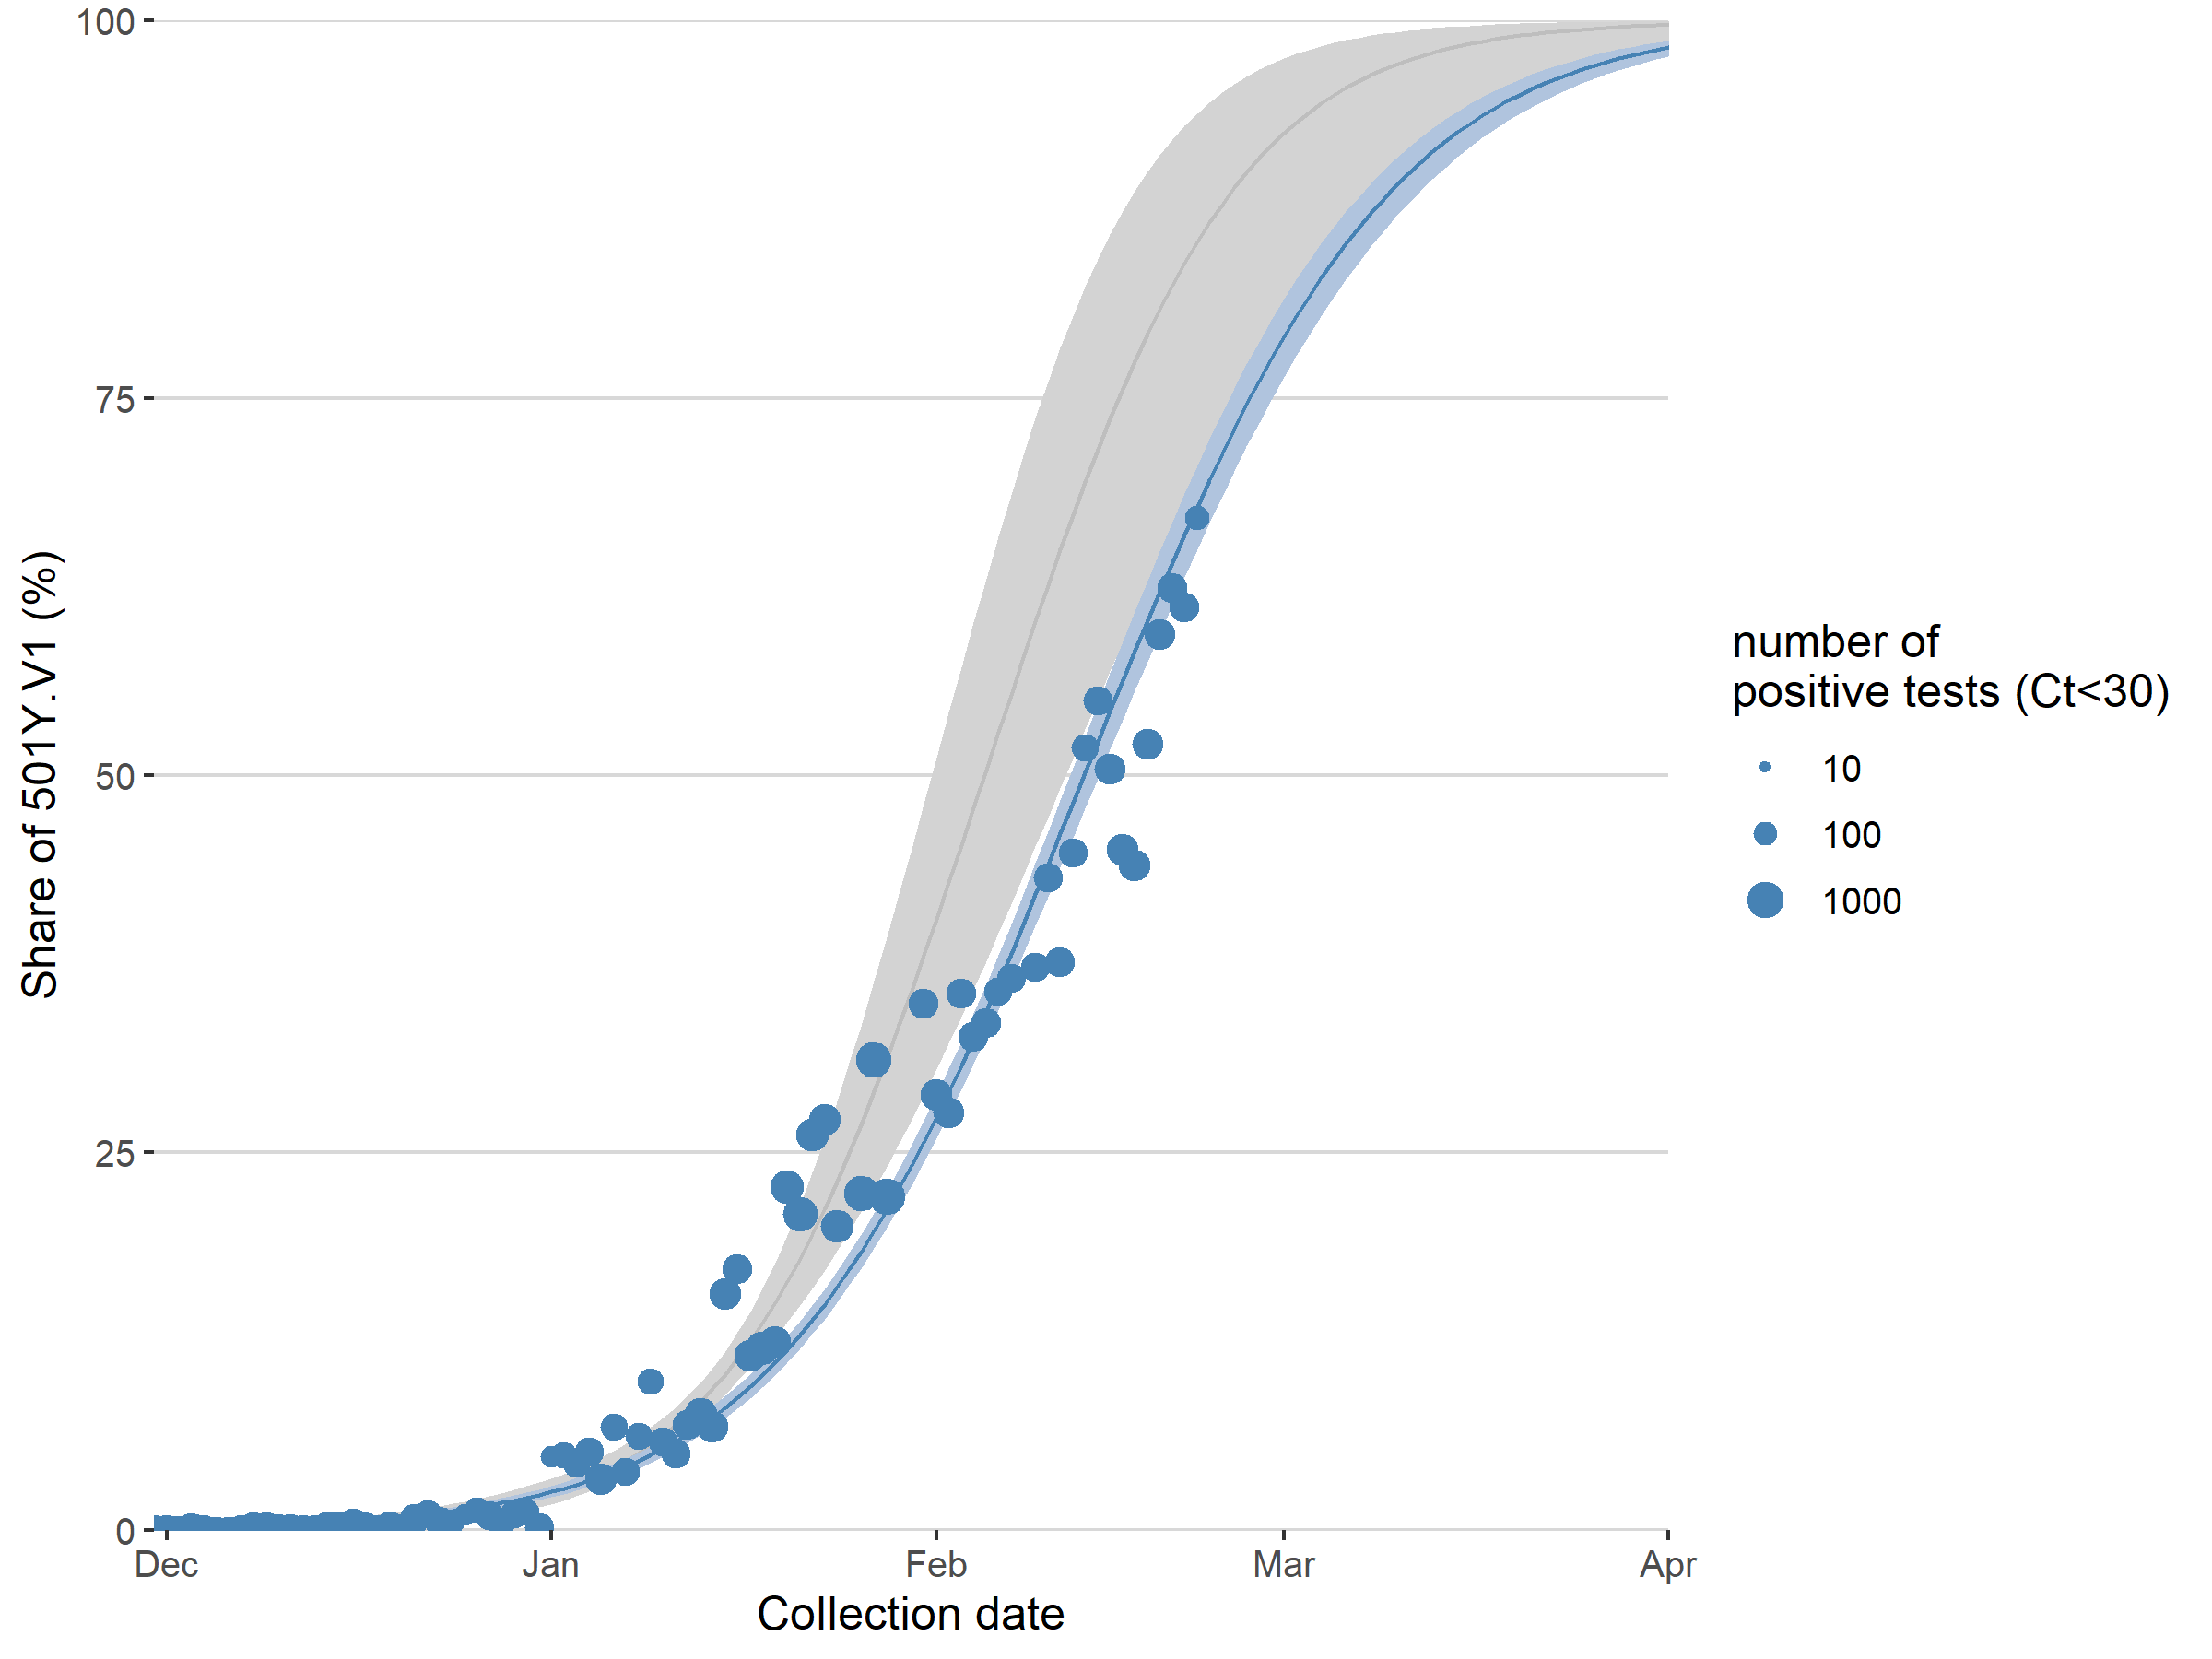 100
75
50
25
0
Share of 501Y.V1 (%)
Dec
Jan
Feb
Mar
Apr
Collection date
number of
positive tests (Ct<30)
10
100
1000